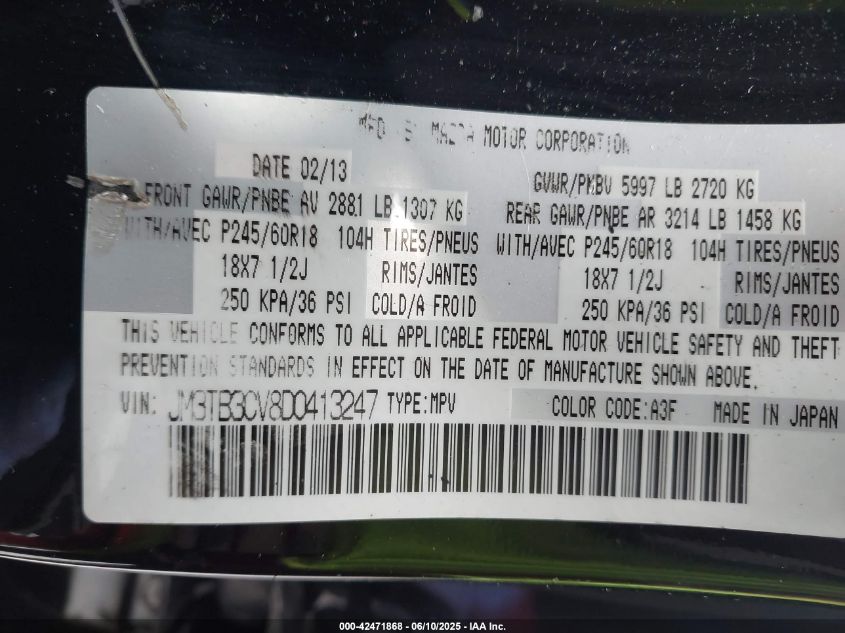 MFD BY MAZDA MOTOR CORPORATION
DATE 02/13 GVWR/PNBV 5997 LB 2720 KG
FRONT GAWR/PNBE AV 2881 LB 1307 KG REAR GAWR/PNBE AR 3214 LB 1458 KG
WITH/AVEC P245/60R18 104H TIRES/PNEUS WITH/AVEC P245/60R18 104H TIRES/PNEUS
18X7 1/2J RIMS/JANTES 18X7 1/2J RIMS/JANTES
250 KPA/36 PSI COLD/A FROID 250 KPA/36 PSI COLD/A FROID
THIS VEHICLE CONFORMS TO ALL APPLICABLE FEDERAL MOTOR VEHICLE SAFETY AND THEFT
PREVENTION STANDARDS IN EFFECT ON THE DATE OF MANUFACTURE SHOWN ABOVE.
VIN: JM3TB3CV8D0413247 TYPE:MPV COLOR CODE:A3F MADE IN JAPAN
000-42471868 - 06/10/2025 - IAA Inc.